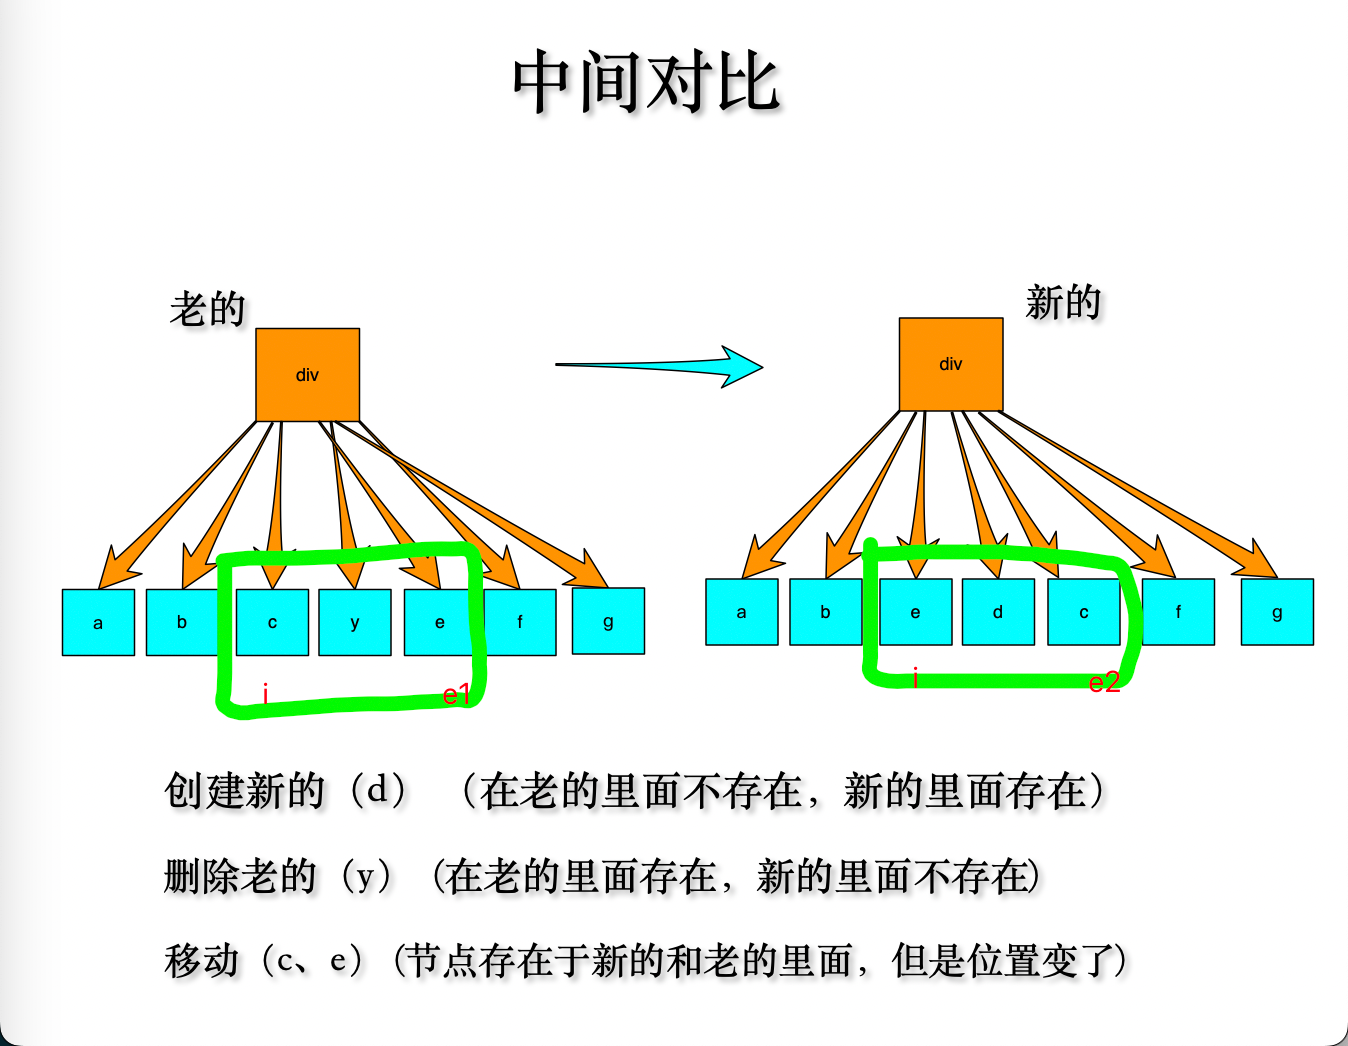 中间对比
老的
新的
div
div
a b c y e f g
a b e d c f g
i e1
i e2
创建新的（d） （在老的里面不存在，新的里面存在）
删除老的（y） (在老的里面存在，新的里面不存在)
移动（c、e）(节点存在于新的和老的里面，但是位置变了)